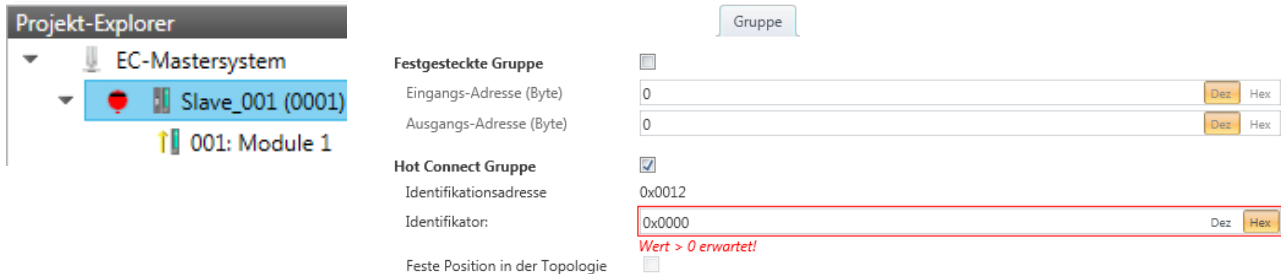 Projekt-Explorer
EC-Mastersystem
Slave_001 (0001)
001: Module 1
Gruppe
Festgesteckte Gruppe
Eingangs-Adresse (Byte) 0 Dez Hex
Ausgangs-Adresse (Byte) 0 Dez Hex
Hot Connect Gruppe
Identifikationsadresse 0x0012
Identifikator: 0x0000 Dez Hex
Wert > 0 erwartet!
Feste Position in der Topologie